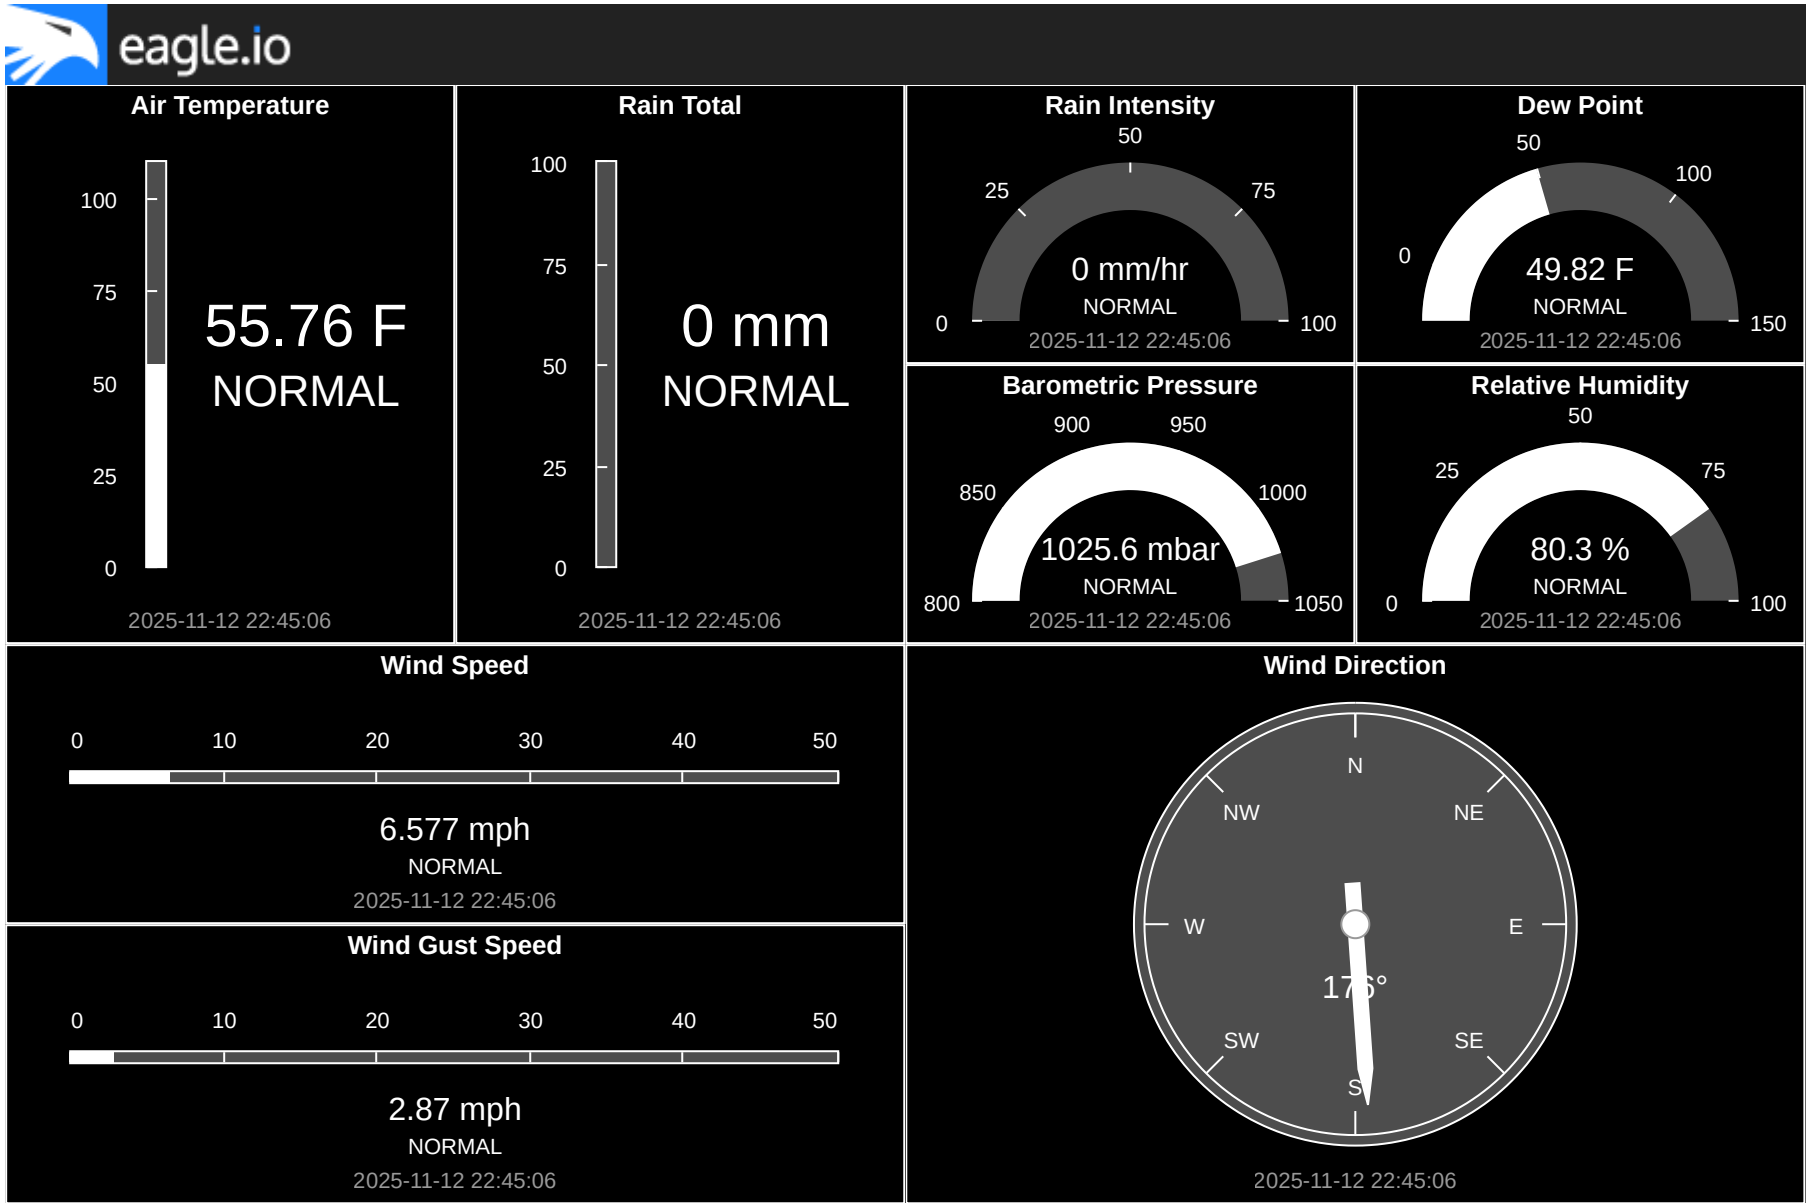 eagle.io
Air Temperature
100
75
50
25
0
55.76 F
NORMAL
2025-11-12 22:45:06
Rain Total
100
75
50
25
0
0 mm
NORMAL
2025-11-12 22:45:06
Rain Intensity
50
25
75
0
100
0 mm/hr
NORMAL
2025-11-12 22:45:06
Dew Point
50
100
0
150
49.82 F
NORMAL
2025-11-12 22:45:06
Barometric Pressure
900
950
850
1000
800
1050
1025.6 mbar
NORMAL
2025-11-12 22:45:06
Relative Humidity
50
25
75
0
100
80.3 %
NORMAL
2025-11-12 22:45:06
Wind Speed
0 10 20 30 40 50
6.577 mph
NORMAL
2025-11-12 22:45:06
Wind Gust Speed
0 10 20 30 40 50
2.87 mph
NORMAL
2025-11-12 22:45:06
Wind Direction
N
NW NE
W E
176°
SW SE
S
2025-11-12 22:45:06